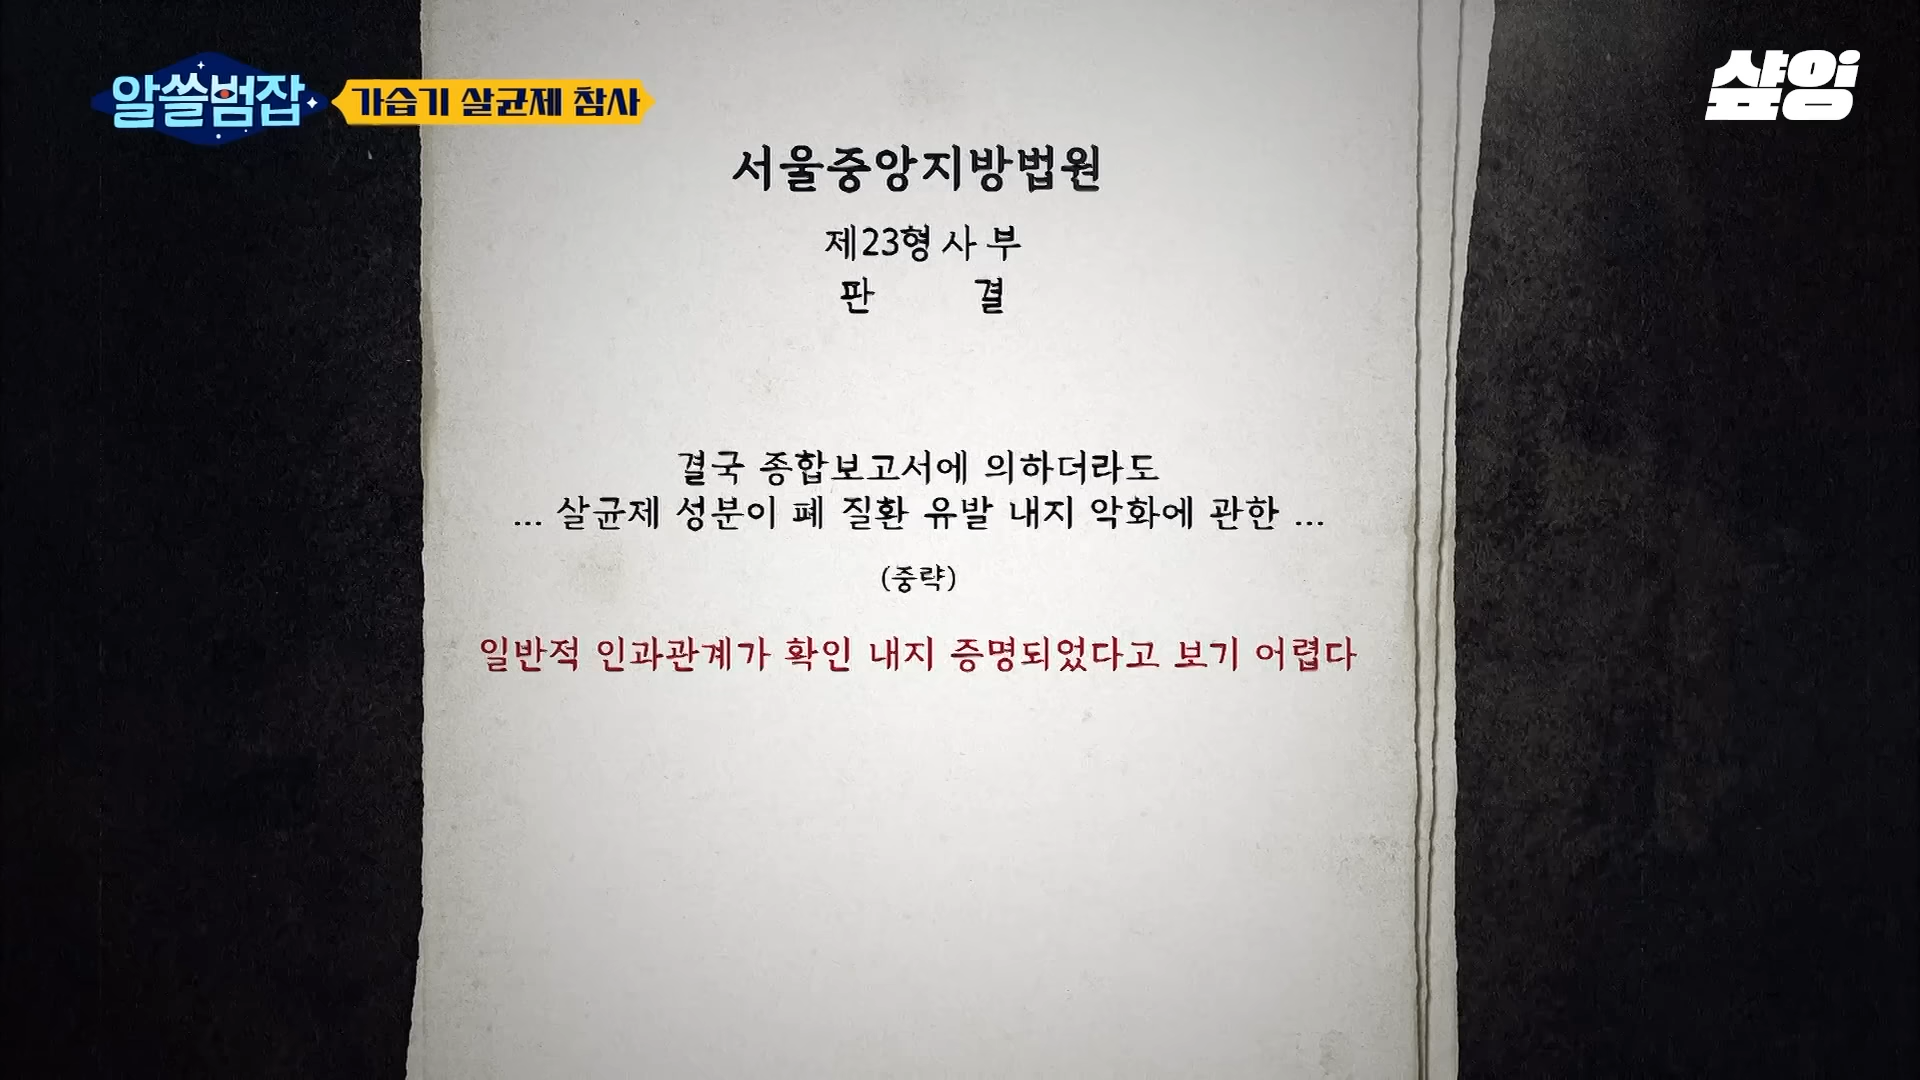 알쓸범잡
가습기 살균제 참사
샾잉
서울중앙지방법원
제23형사부
판 결
결국 종합보고서에 의하더라도
... 살균제 성분이 폐 질환 유발 내지 악화에 관한 ...
(중략)
일반적 인과관계가 확인 내지 증명되었다고 보기 어렵다